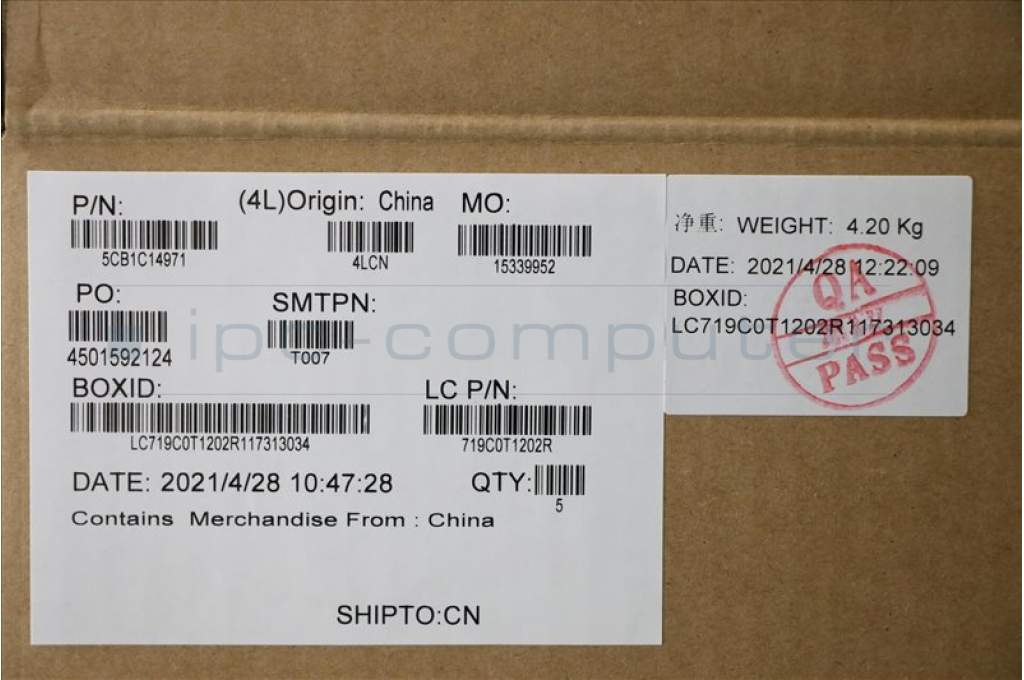 P/N: (4L)Origin: China MO:
5CB1C14971 4LCN 15339952
PO: SMTPN:
4501592124 T007
BOXID: LC P/N:
LC719C0T1202R117313034 719C0T1202R
DATE: 2021/4/28 10:47:28 QTY:
5
Contains Merchandise From : China
SHIPTO:CN
净重: WEIGHT: 4.20 Kg
DATE: 2021/4/28 12:22:09
BOXID:
LC719C0T1202R117313034
QA
PASS
ipc-compute